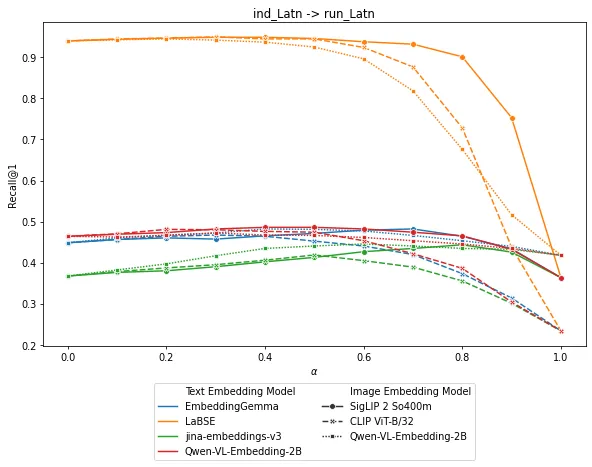 ind_Latn -> run_Latn
Recall@1
0.9
0.8
0.7
0.6
0.5
0.4
0.3
0.2
0.0 0.2 0.4 0.6 0.8 1.0
α
Text Embedding Model
EmbeddingGemma
LaBSE
jina-embeddings-v3
Qwen-VL-Embedding-2B
Image Embedding Model
SigLIP 2 So400m
CLIP ViT-B/32
Qwen-VL-Embedding-2B